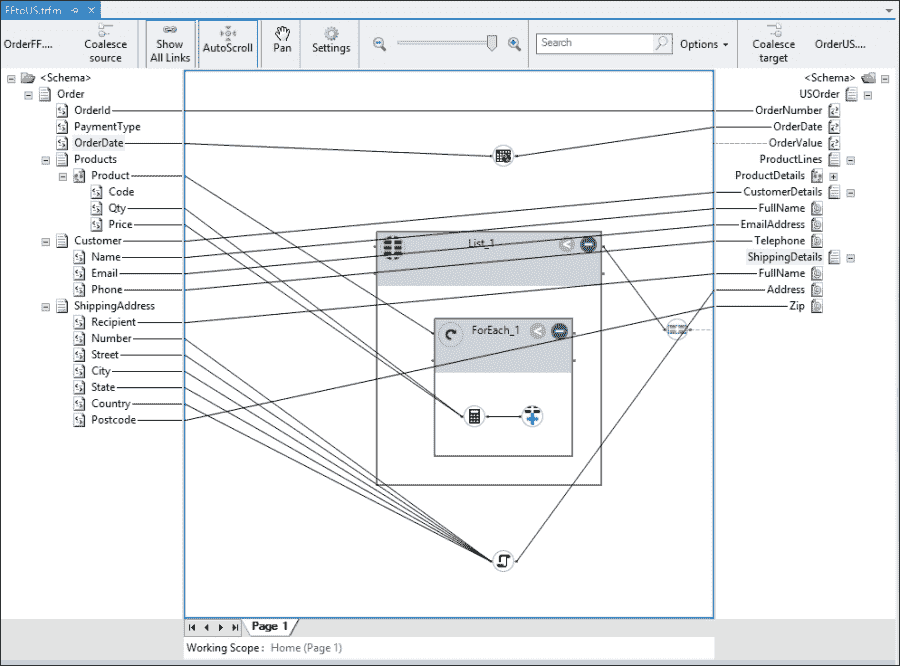 FFtoUS.trfm
OrderFF....
Coalesce source
Show All Links
AutoScroll
Pan
Settings
Search
Options
Coalesce target
OrderUS....
<Schema>
Order
OrderId
PaymentType
OrderDate
Products
Product
Code
Qty
Price
Customer
Name
Email
Phone
ShippingAddress
Recipient
Number
Street
City
State
Country
Postcode
List_1
ForEach_1
<Schema>
USOrder
OrderNumber
OrderDate
OrderValue
ProductLines
ProductDetails
CustomerDetails
FullName
EmailAddress
Telephone
ShippingDetails
FullName
Address
Zip
Page 1
Working Scope : Home (Page 1)